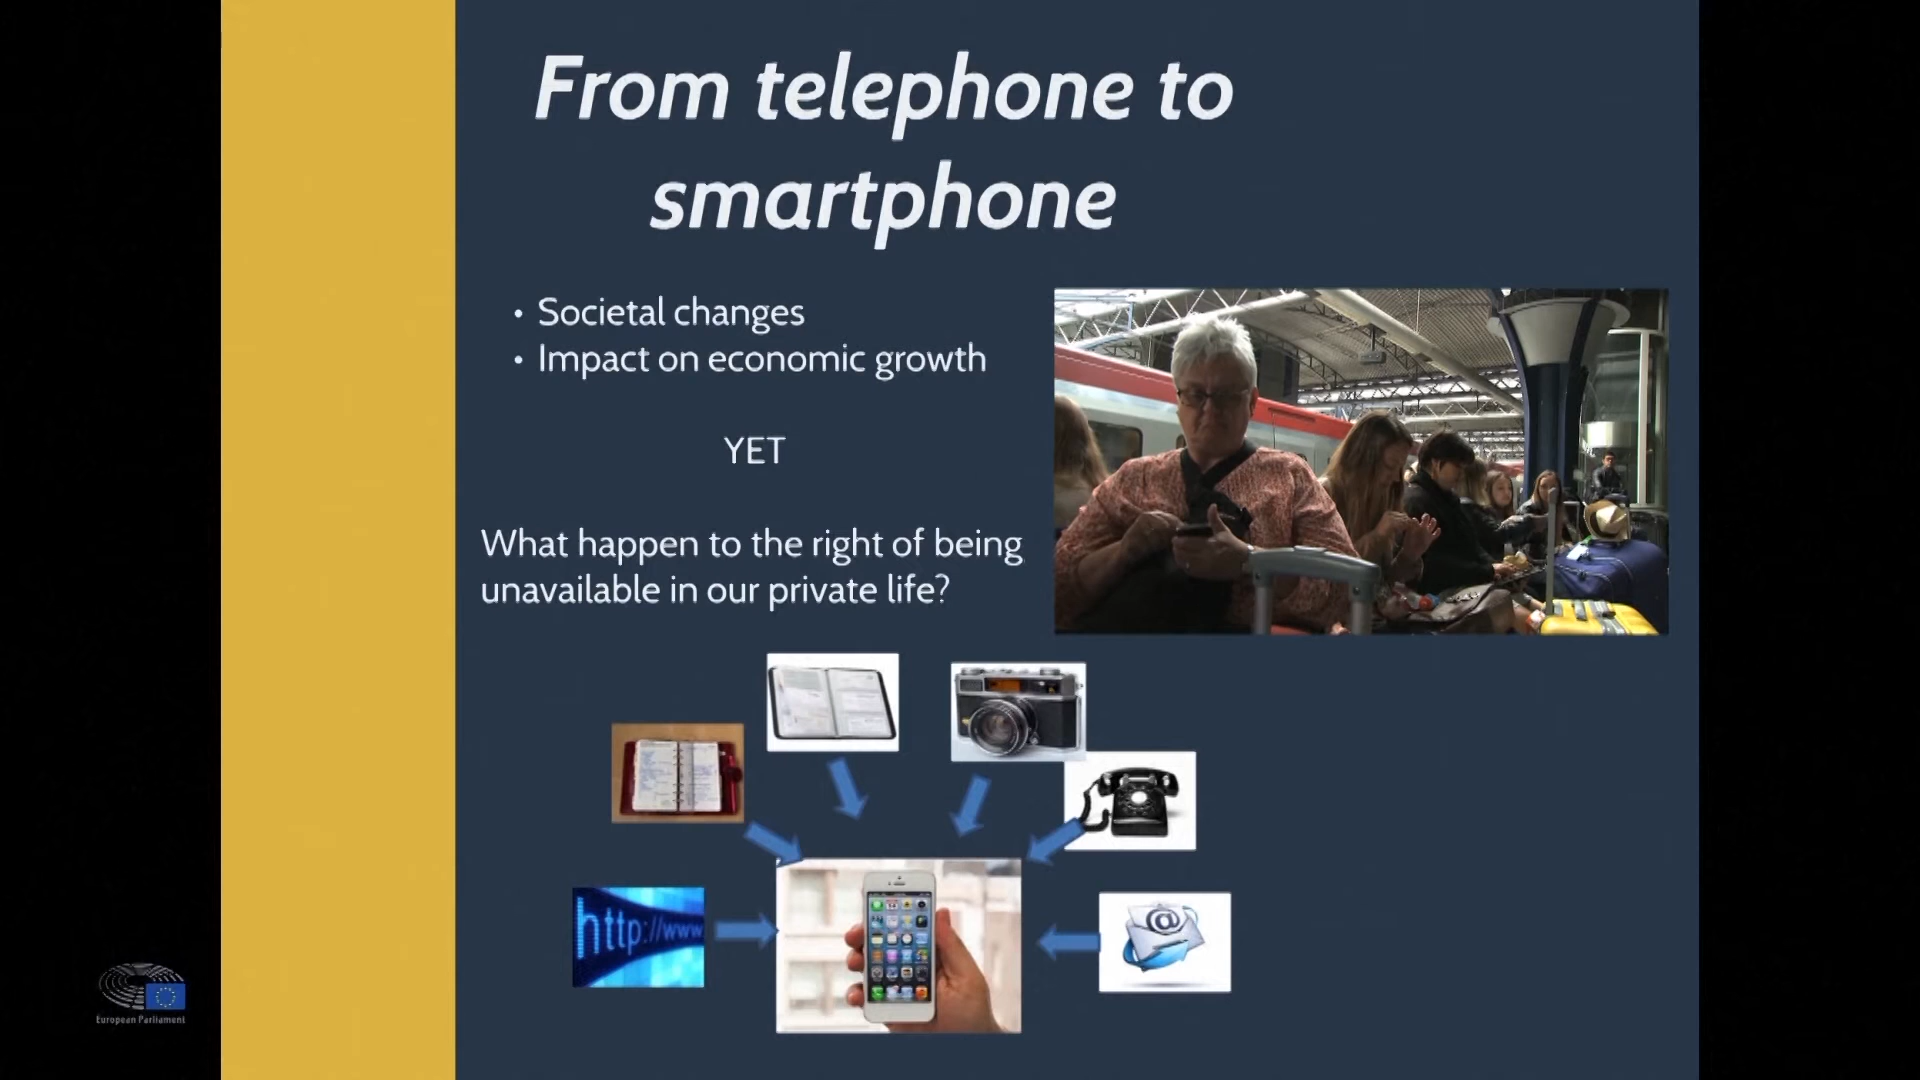 From telephone to
smartphone
• Societal changes
• Impact on economic growth
YET
What happen to the right of being
unavailable in our private life?
http://www
@
European Parliament